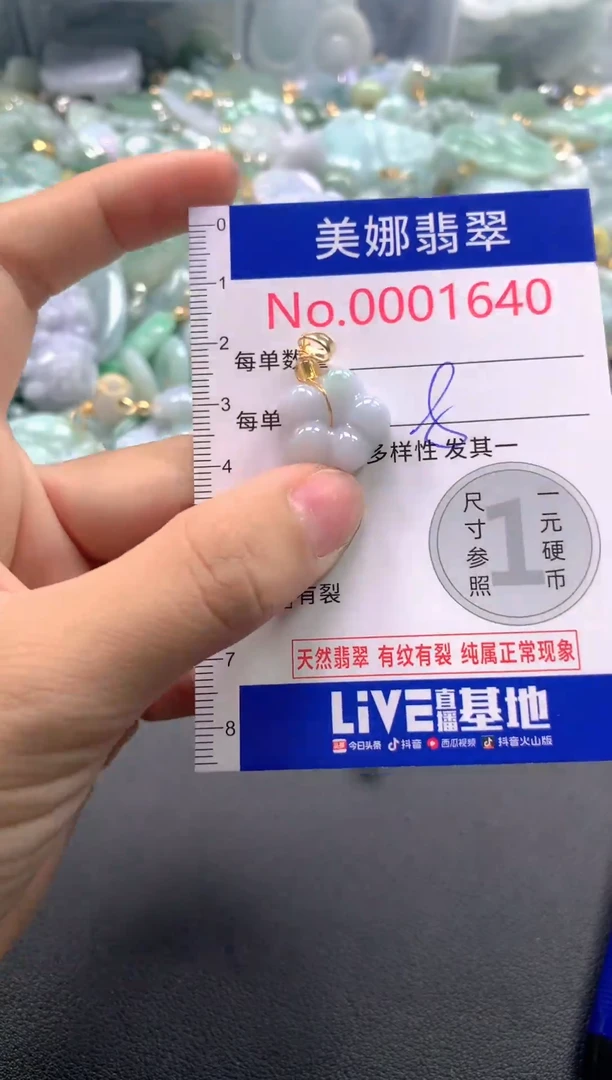 美娜翡翠
No.0001640
0
1
2
每单数
3
每单
多样性 发其一
4
尺寸参照
1
一元硬币
有裂
7
天然翡翠 有纹有裂 纯属正常现象
8
LiVE直播基地
今日头条 抖音 西瓜视频 抖音火山版